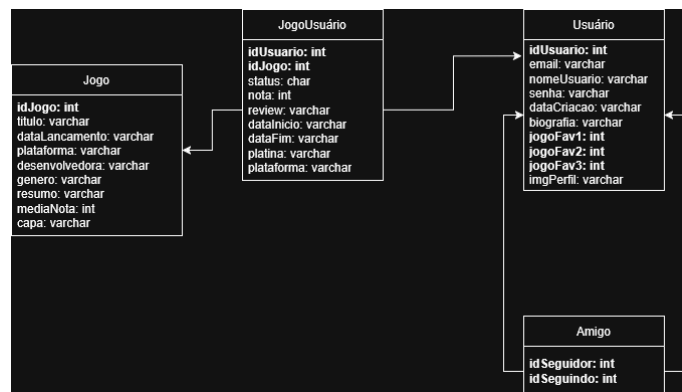 JogoUsuário
idUsuario: int
idJogo: int
status: char
nota: int
review: varchar
dataInicio: varchar
dataFim: varchar
platina: varchar
plataforma: varchar
Usuário
idUsuario: int
email: varchar
nomeUsuario: varchar
senha: varchar
dataCriacao: varchar
biografia: varchar
jogoFav1: int
jogoFav2: int
jogoFav3: int
imgPerfil: varchar
Jogo
idJogo: int
titulo: varchar
dataLancamento: varchar
plataforma: varchar
desenvolvedora: varchar
genero: varchar
resumo: varchar
mediaNota: int
capa: varchar
Amigo
idSeguidor: int
idSeguindo: int